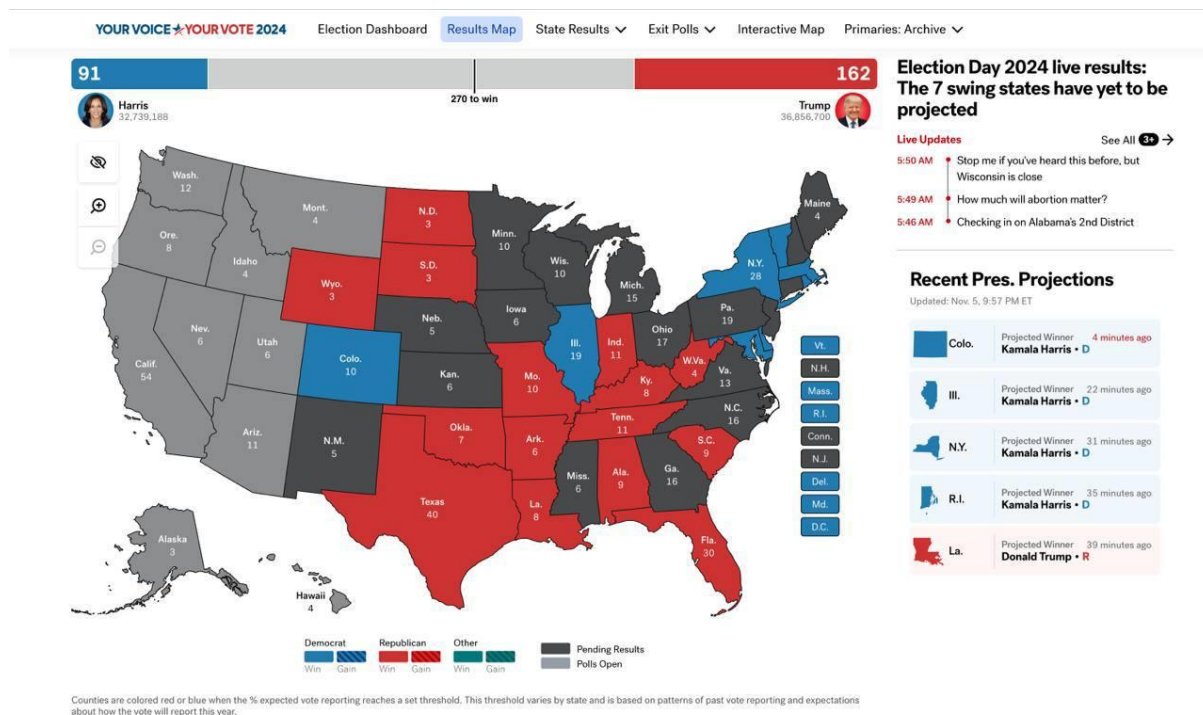 YOUR VOICE YOUR VOTE 2024
Election Dashboard
Results Map
State Results
Exit Polls
Interactive Map
Primaries: Archive
91
162
270 to win
Harris
32,739,188
Trump
36,856,700
Wash.
12
Ore.
8
Calif.
54
Nev.
6
Idaho
4
Mont.
4
Wyo.
3
Utah
6
Ariz.
11
Colo.
10
N.M.
5
N.D.
3
S.D.
3
Neb.
5
Kan.
6
Okla.
7
Texas
40
Minn.
10
Iowa
6
Mo.
10
Ark.
6
La.
8
Wis.
10
Ill.
19
Mich.
15
Ind.
11
Ohio
17
Ky.
8
Tenn.
11
Miss.
6
Ala.
9
Ga.
16
Fla.
30
S.C.
9
N.C.
16
Va.
13
W.Va.
4
Pa.
19
N.Y.
28
Maine
4
Alaska
3
Hawaii
4
Vt.
N.H.
Mass.
R.I.
Conn.
N.J.
Del.
Md.
D.C.
Democrat
Win Gain
Republican
Win Gain
Other
Win Gain
Pending Results
Polls Open
Counties are colored red or blue when the % expected vote reporting reaches a set threshold. This threshold varies by state and is based on patterns of past vote reporting and expectations
about how the vote will report this year.
Election Day 2024 live results:
The 7 swing states have yet to be
projected
Live Updates
See All 3+
5:50 AM Stop me if you've heard this before, but
Wisconsin is close
5:49 AM How much will abortion matter?
5:46 AM Checking in on Alabama's 2nd District
Recent Pres. Projections
Updated: Nov. 5, 9:57 PM ET
Colo.
Projected Winner 4 minutes ago
Kamala Harris • D
Ill.
Projected Winner 22 minutes ago
Kamala Harris • D
N.Y.
Projected Winner 31 minutes ago
Kamala Harris • D
R.I.
Projected Winner 35 minutes ago
Kamala Harris • D
La.
Projected Winner 39 minutes ago
Donald Trump • R